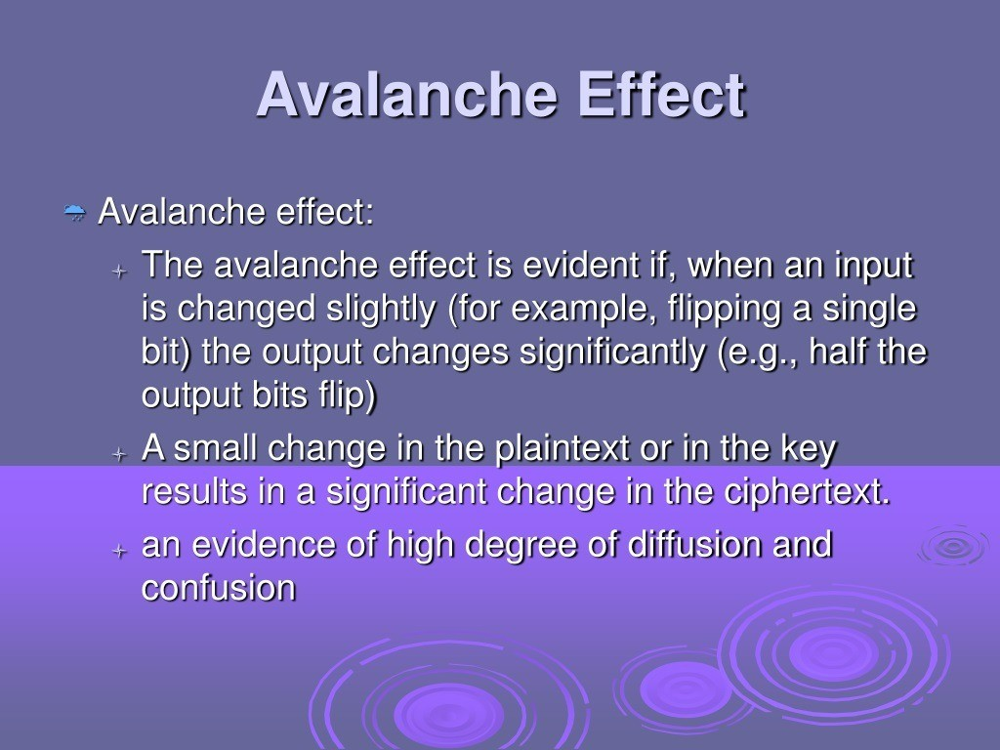 Avalanche Effect
Avalanche effect:
The avalanche effect is evident if, when an input
is changed slightly (for example, flipping a single
bit) the output changes significantly (e.g., half the
output bits flip)
A small change in the plaintext or in the key
results in a significant change in the ciphertext.
an evidence of high degree of diffusion and
confusion